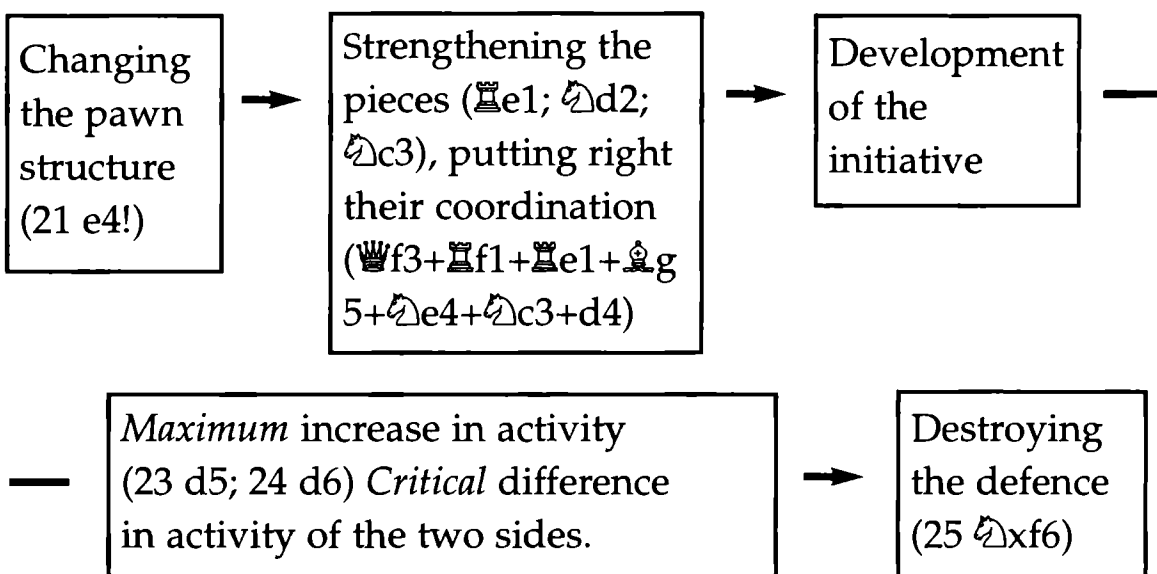 Changing
the pawn
structure
(21 e4!)
Strengthening the
pieces (♖e1; ♘d2;
♘c3), putting right
their coordination
(♕f3+♖f1+♖e1+♗g
5+♘e4+♘c3+d4)
Development
of the
initiative
Maximum increase in activity
(23 d5; 24 d6) Critical difference
in activity of the two sides.
Destroying
the defence
(25 ♘xf6)